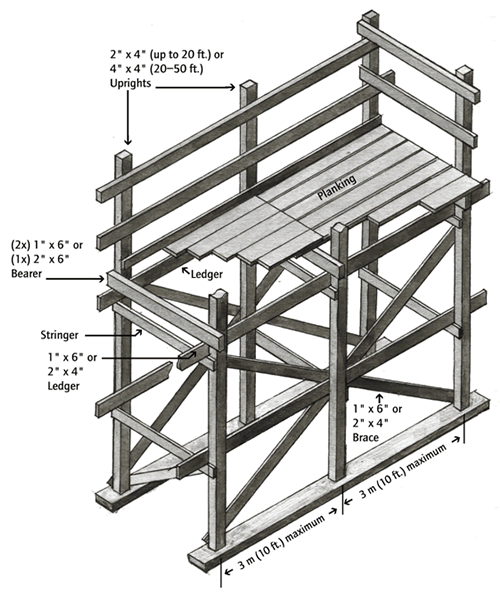 2" x 4" (up to 20 ft.) or
4" x 4" (20–50 ft.)
Uprights
Planking
(2x) 1" x 6" or
(1x) 2" x 6"
Bearer
Ledger
Stringer
1" x 6" or
2" x 4"
Ledger
1" x 6" or
2" x 4"
Brace
3 m (10 ft.) maximum
3 m (10 ft.) maximum